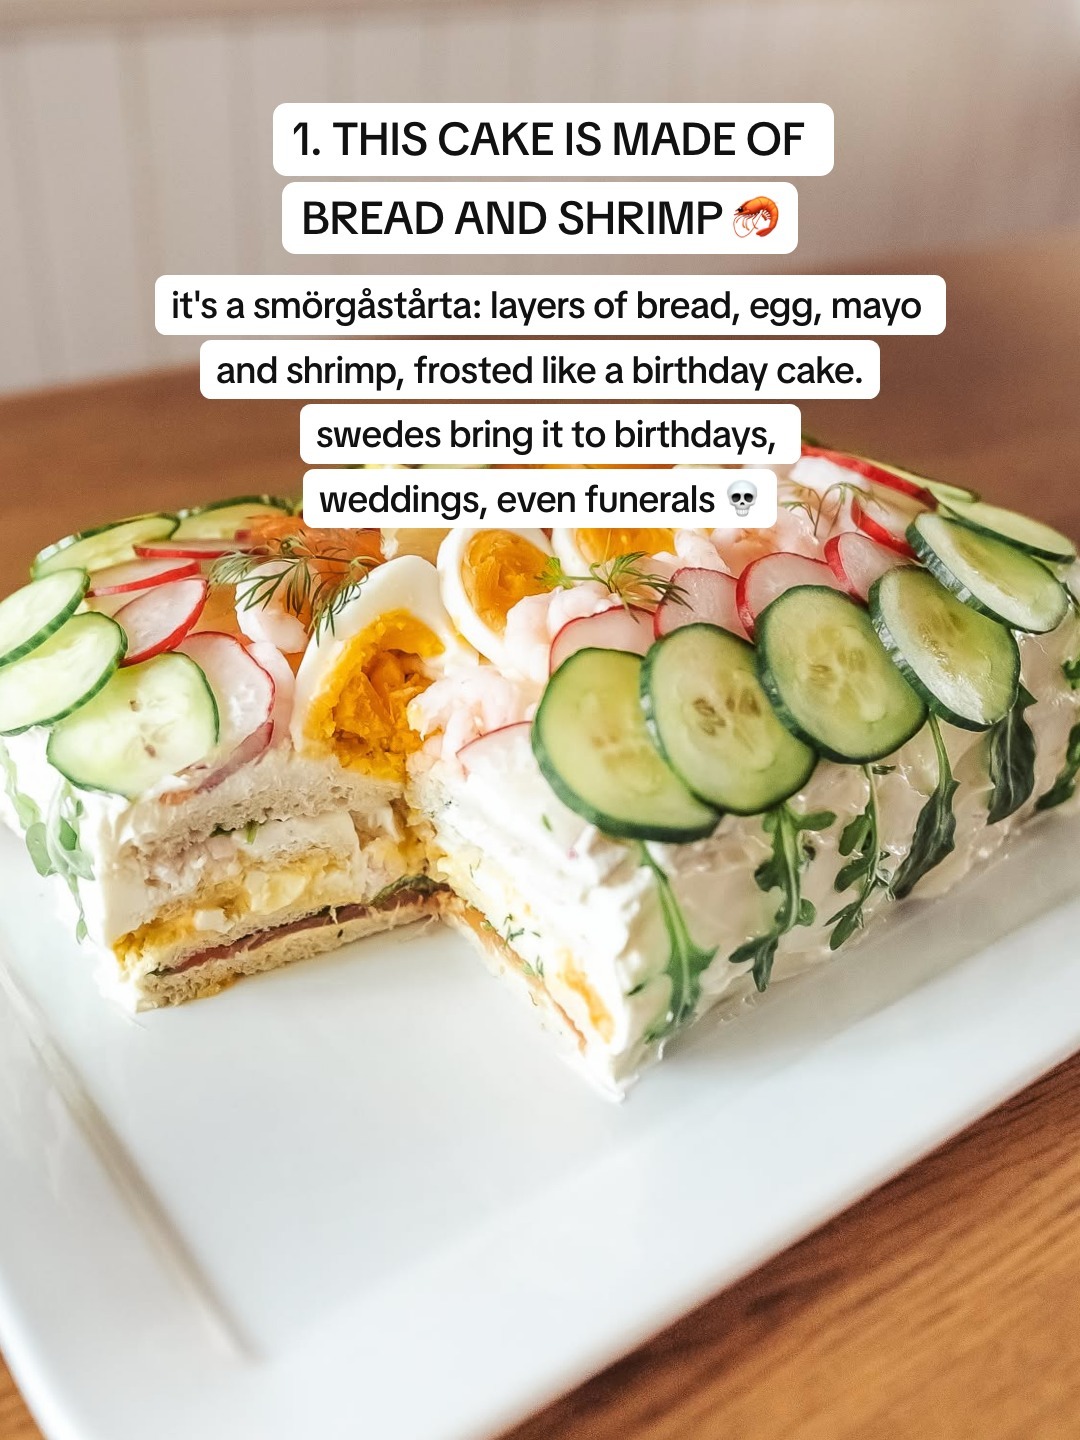 1. THIS CAKE IS MADE OF
BREAD AND SHRIMP 🦐
it's a smörgåstårta: layers of bread, egg, mayo
and shrimp, frosted like a birthday cake.
swedes bring it to birthdays,
weddings, even funerals 💀